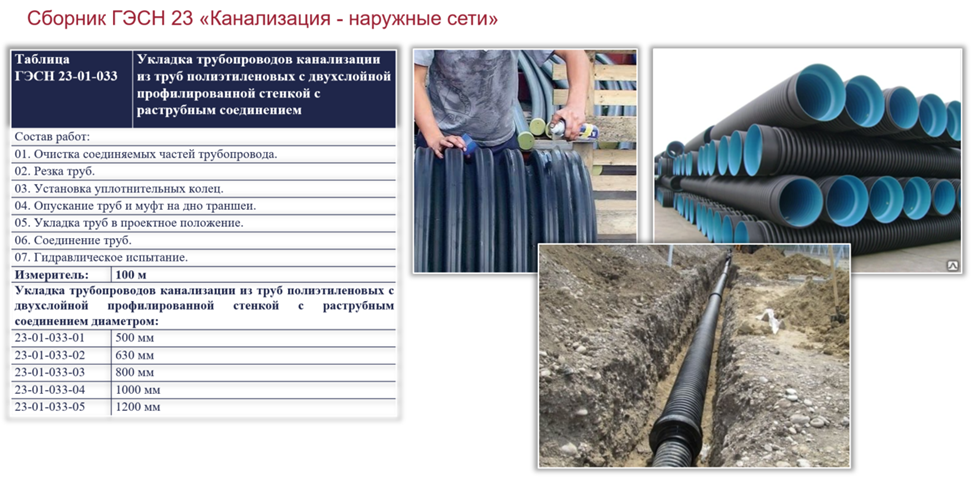 Сборник ГЭСН 23 «Канализация - наружные сети»
Таблица
ГЭСН 23-01-033
Укладка трубопроводов канализации
из труб полиэтиленовых с двухслойной
профилированной стенкой с
раструбным соединением
Состав работ:
01. Очистка соединяемых частей трубопровода.
02. Резка труб.
03. Установка уплотнительных колец.
04. Опускание труб и муфт на дно траншеи.
05. Укладка труб в проектное положение.
06. Соединение труб.
07. Гидравлическое испытание.
Измеритель: 100 м
Укладка трубопроводов канализации из труб полиэтиленовых с
двухслойной профилированной стенкой с раструбным
соединением диаметром:
23-01-033-01 500 мм
23-01-033-02 630 мм
23-01-033-03 800 мм
23-01-033-04 1000 мм
23-01-033-05 1200 мм